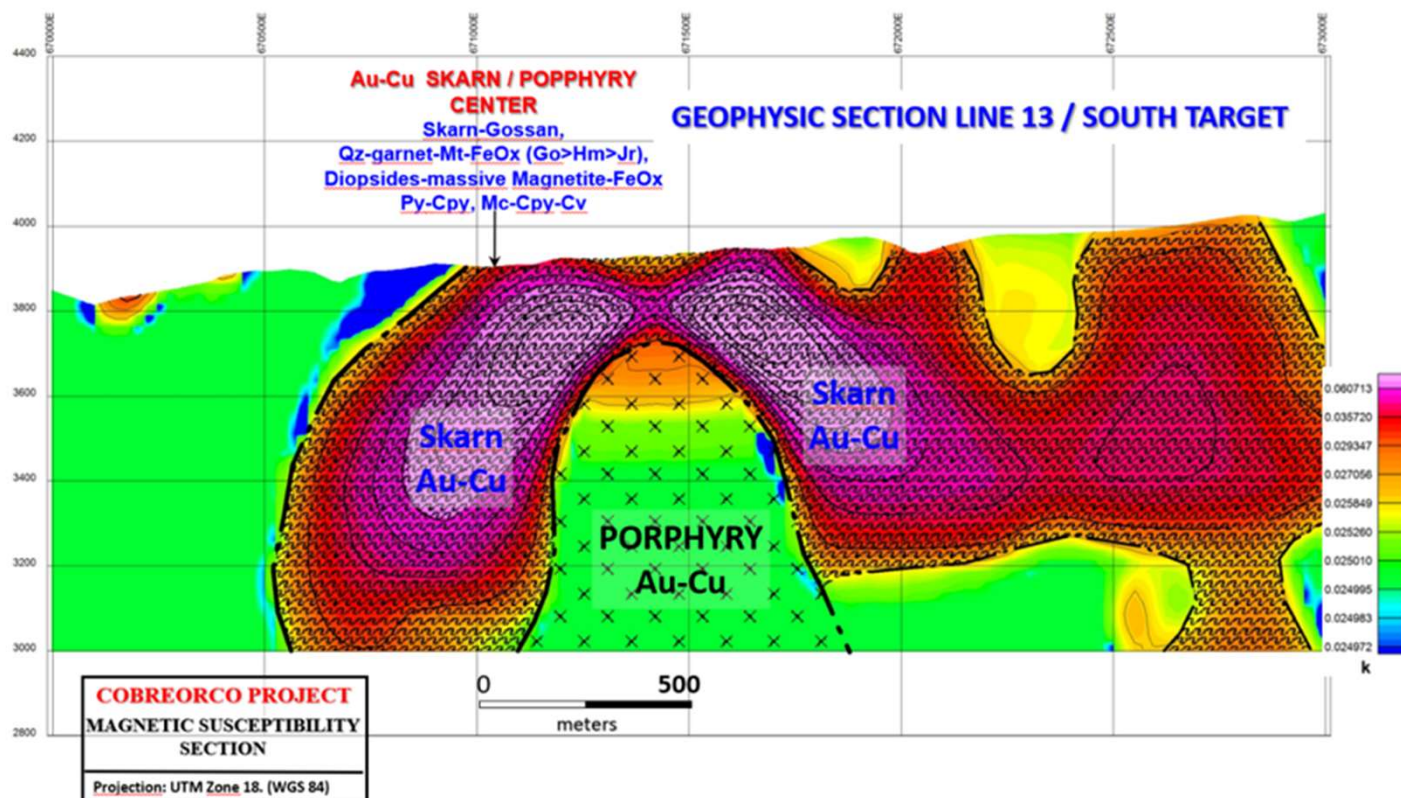 670000E
670500E
671000E
671500E
672000E
672500E
673000E
4400
4200
4000
3800
3600
3400
3200
3000
2800
Au-Cu SKARN / POPPHYRY
CENTER
Skarn-Gossan,
Qz-garnet-Mt-FeOx (Go>Hm>Jr),
Diopsides-massive Magnetite-FeOx
Py-Cpy, Mc-Cpy-Cv
GEOPHYSIC SECTION LINE 13 / SOUTH TARGET
Skarn
Au-Cu
Skarn
Au-Cu
PORPHYRY
Au-Cu
0.060713
0.035720
0.029347
0.027056
0.025849
0.025260
0.025010
0.024995
0.024983
0.024972
k
0 500
meters
COBREORCO PROJECT
MAGNETIC SUSCEPTIBILITY
SECTION
Projection: UTM Zone 18. (WGS 84)